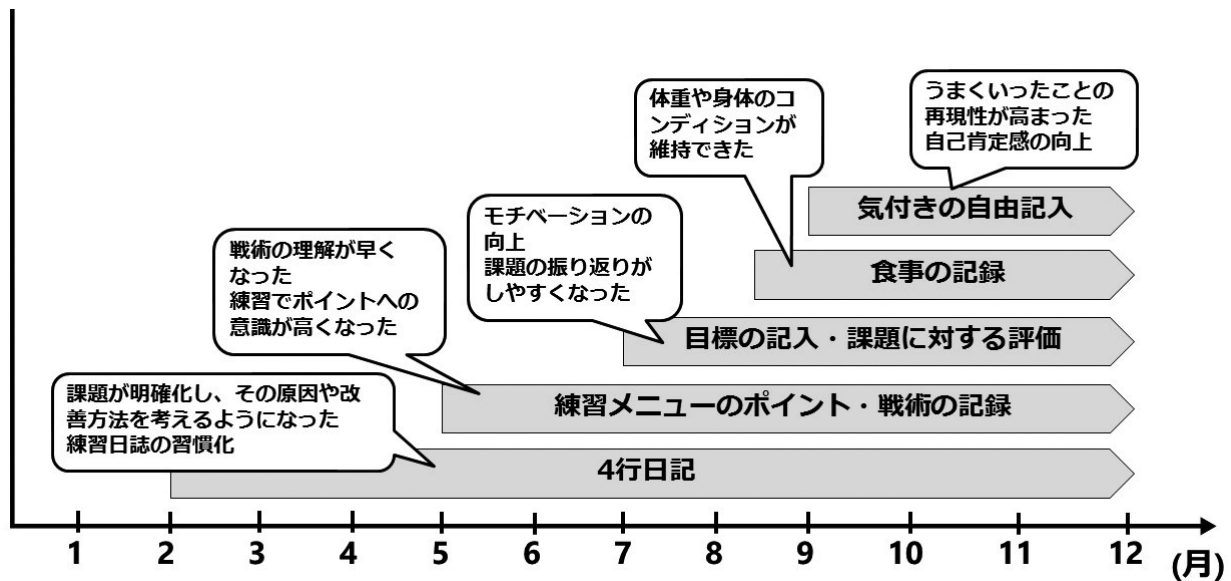 うまくいったことの
再現性が高まった
自己肯定感の向上
体重や身体のコ
ンディションが
維持できた
気付きの自由記入
モチベーションの
向上
課題の振り返りが
しやすくなった
食事の記録
戦術の理解が早く
なった
練習でポイントへの
意識が高くなった
目標の記入・課題に対する評価
課題が明確化し、その原因や改
善方法を考えるようになった
練習日誌の習慣化
練習メニューのポイント・戦術の記録
4行日記
1 2 3 4 5 6 7 8 9 10 11 12
(月)